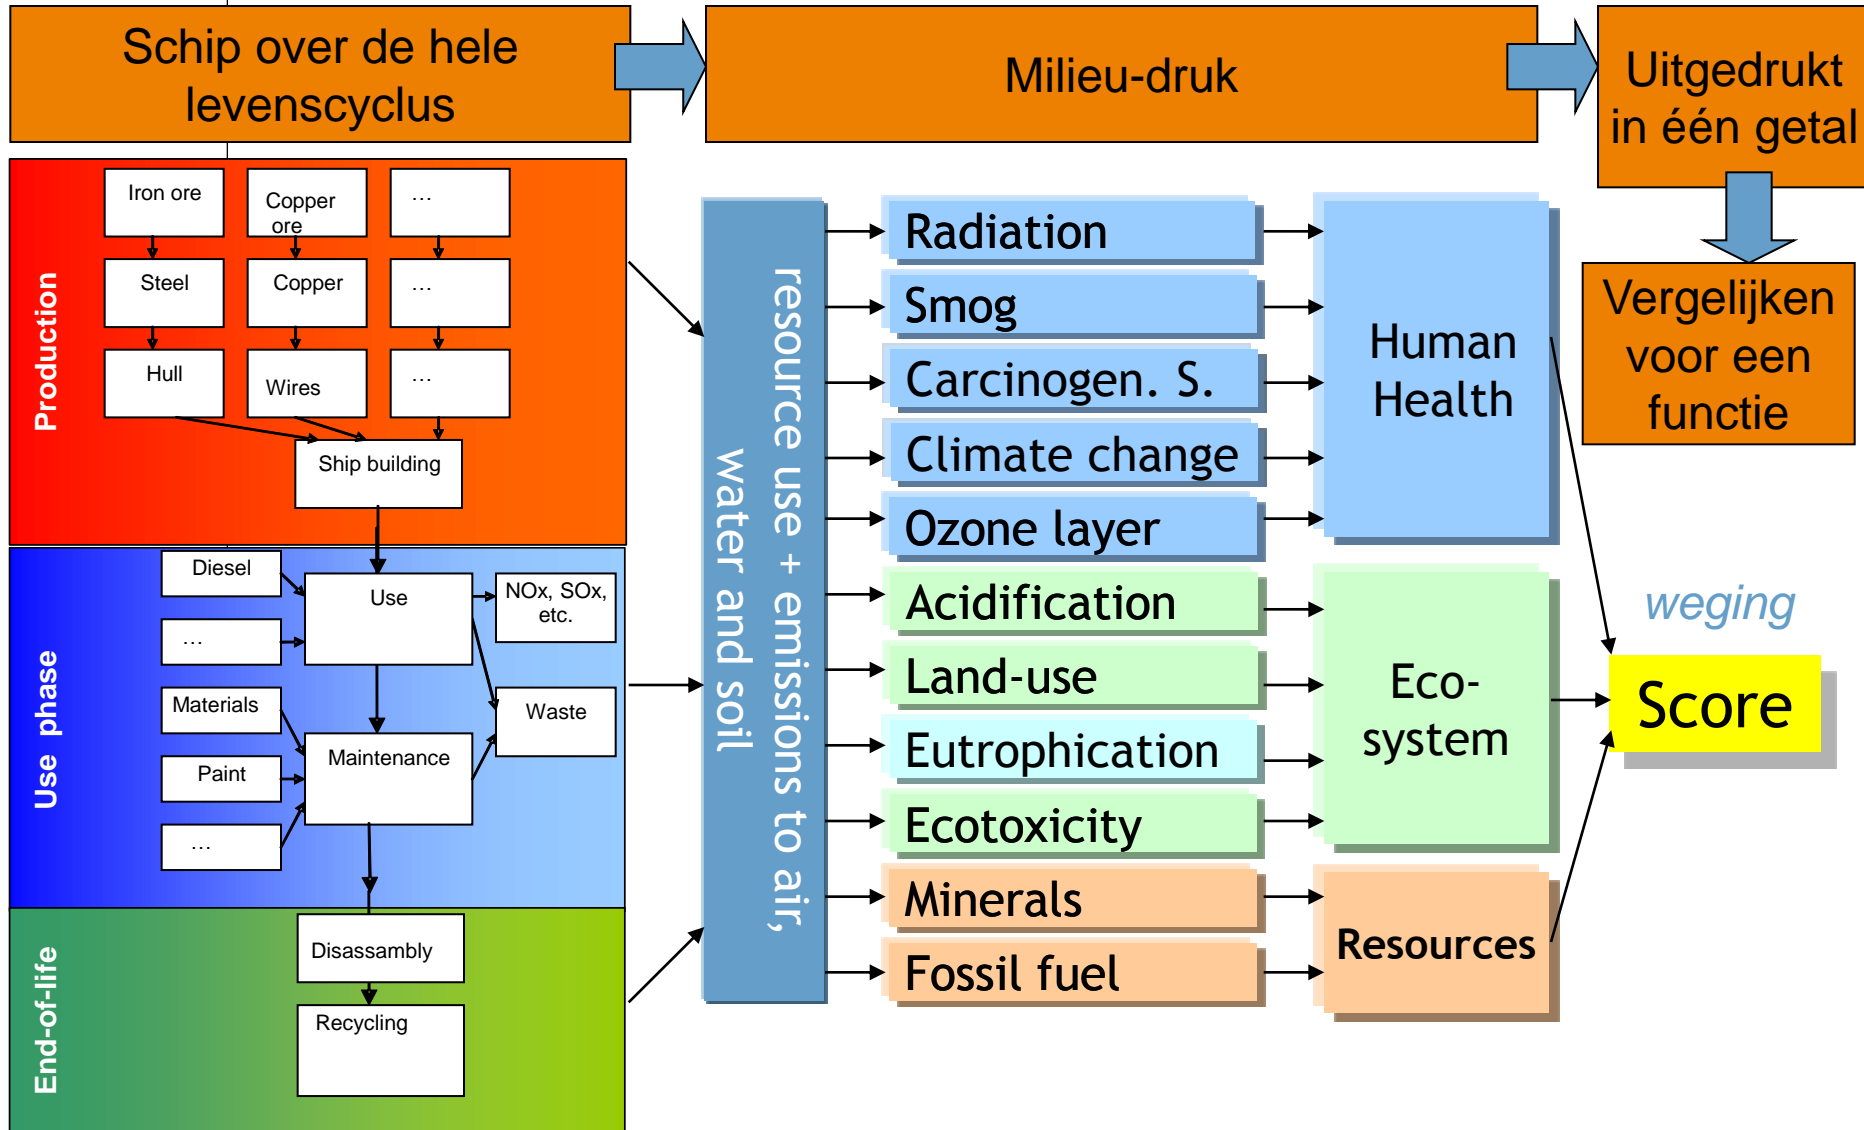 Schip over de hele
levenscyclus
Milieu-druk
Uitgedrukt
in één getal
Vergelijken
voor een
functie
Production
Iron ore
Copper
ore
…
Steel
Copper
…
Hull
Wires
…
Ship building
Use phase
Diesel
Use
NOx, SOx,
etc.
…
Materials
Waste
Maintenance
Paint
…
End-of-life
Disassambly
Recycling
resource use + emissions to air,
water and soil
Radiation
Smog
Carcinogen. S.
Climate change
Ozone layer
Acidification
Land-use
Eutrophication
Ecotoxicity
Minerals
Fossil fuel
Human
Health
Eco-
system
Resources
weging
Score